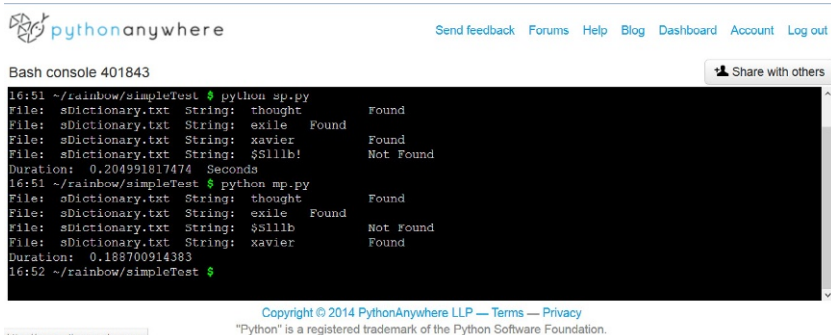 pythonanywhere
Send feedback Forums Help Blog Dashboard Account Log out
Bash console 401843
Share with others
16:51 ~/rainbow/simpleTest $ python sp.py
File: sDictionary.txt String: thought Found
File: sDictionary.txt String: exile Found
File: sDictionary.txt String: xavier Found
File: sDictionary.txt String: $Slllb! Not Found
Duration: 0.204991817474 Seconds
16:51 ~/rainbow/simpleTest $ python mp.py
File: sDictionary.txt String: thought Found
File: sDictionary.txt String: exile Found
File: sDictionary.txt String: $Slllb Not Found
File: sDictionary.txt String: xavier Found
Duration: 0.188700914383
16:52 ~/rainbow/simpleTest $
Copyright © 2014 PythonAnywhere LLP — Terms — Privacy
"Python" is a registered trademark of the Python Software Foundation.